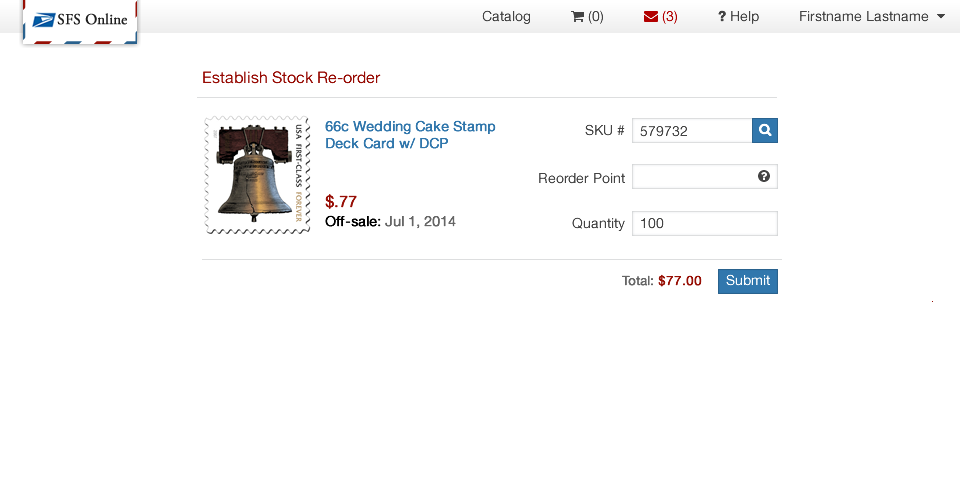 SFS Online
Catalog
(0)
(3)
? Help
Firstname Lastname
Establish Stock Re-order
USA FIRST-CLASS FOREVER
66c Wedding Cake Stamp
Deck Card w/ DCP
$.77
Off-sale: Jul 1, 2014
SKU #
579732
Reorder Point
?
Quantity
100
Total: $77.00
Submit